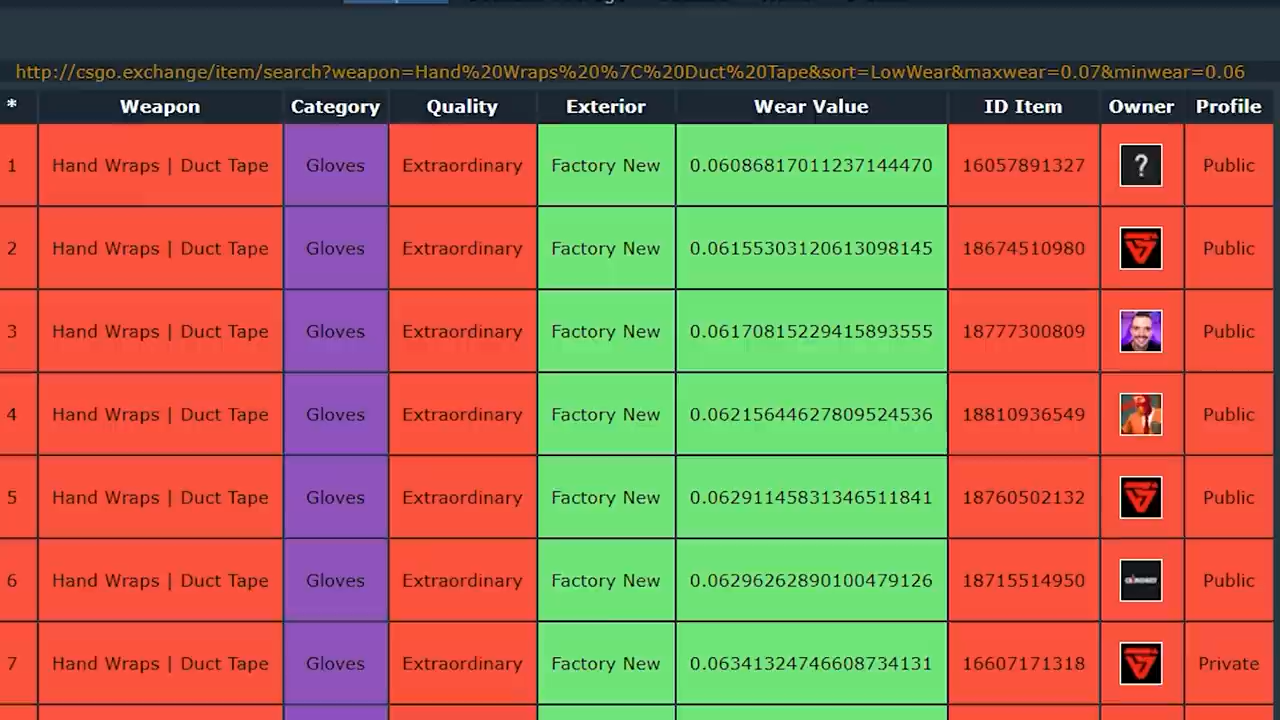 http://csgo.exchange/item/search?weapon=Hand%20Wraps%20%7C%20Duct%20Tape&sort=LowWear&maxwear=0.07&minwear=0.06
* Weapon Category Quality Exterior Wear Value ID Item Owner Profile
1 Hand Wraps | Duct Tape Gloves Extraordinary Factory New 0.06086817011237144470 16057891327 ? Public
2 Hand Wraps | Duct Tape Gloves Extraordinary Factory New 0.06155303120613098145 18674510980 Public
3 Hand Wraps | Duct Tape Gloves Extraordinary Factory New 0.06170815229415893555 18777300809 Public
4 Hand Wraps | Duct Tape Gloves Extraordinary Factory New 0.06215644627809524536 18810936549 Public
5 Hand Wraps | Duct Tape Gloves Extraordinary Factory New 0.06291145831346511841 18760502132 Public
6 Hand Wraps | Duct Tape Gloves Extraordinary Factory New 0.06296262890100479126 18715514950 Public
7 Hand Wraps | Duct Tape Gloves Extraordinary Factory New 0.06341324746608734131 16607171318 Private